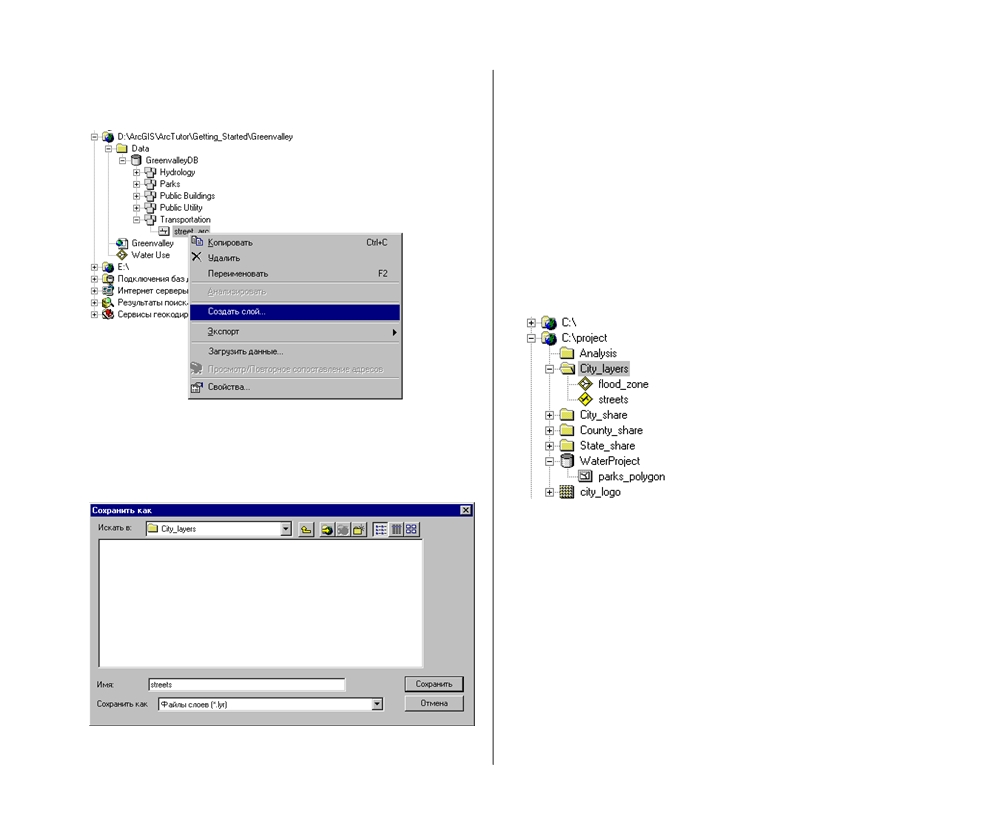 D:\ArcGIS\ArcTutor\Getting_Started\Greenvalley
Data
GreenvalleyDB
Hydrology
Parks
Public Buildings
Public Utility
Transportation
street_arc
Greenvalley
Water Use
E:\
Подключения баз
Интернет серверы
Результаты поиск
Сервисы геокодир
Копировать Ctrl+C
Удалить
Переименовать F2
Анализировать
Создать слой...
Экспорт
Загрузить данные...
Просмотр/Повторное сопоставление адресов
Свойства...
Сохранить как
Искать в: City_layers
Имя: streets
Сохранить
Сохранить как Файлы слоев (*.lyr)
Отмена
C:\
C:\project
Analysis
City_layers
flood_zone
streets
City_share
County_share
State_share
WaterProject
parks_polygon
city_logo